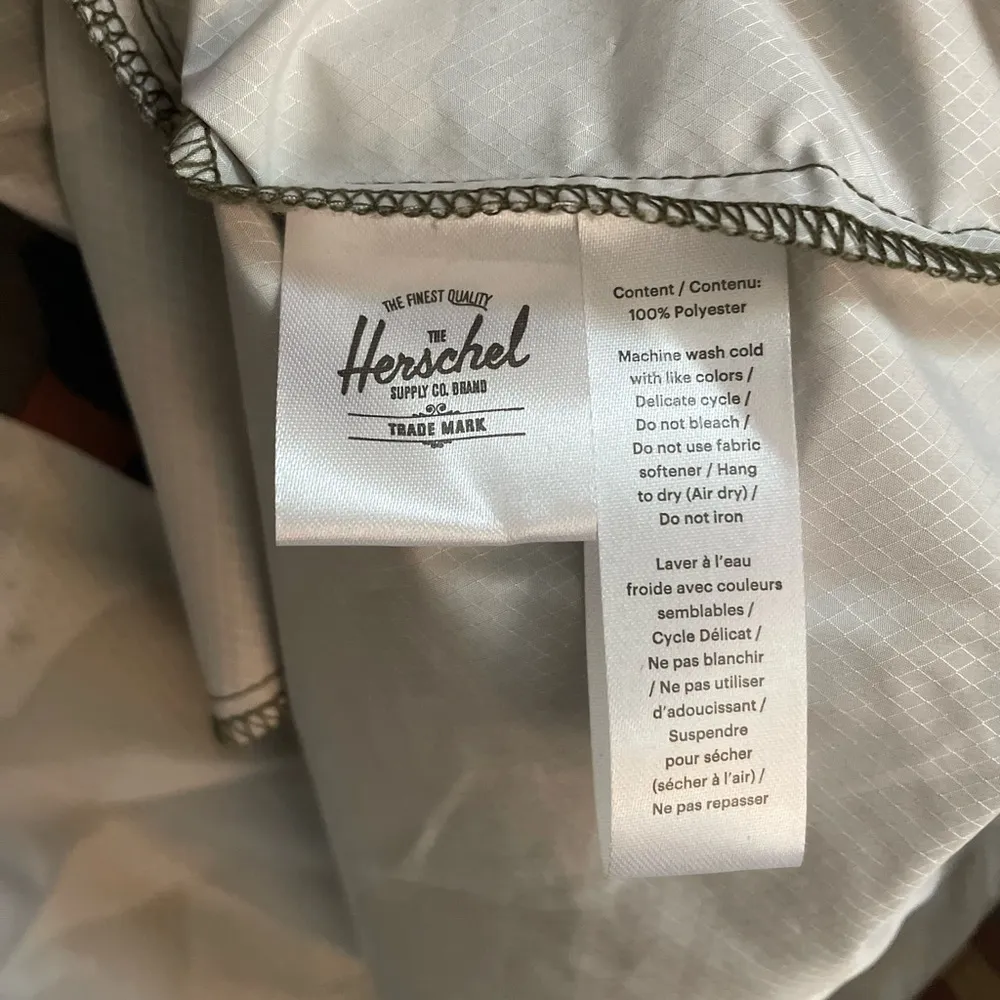 THE FINEST QUALITY
THE
Herschel
SUPPLY CO. BRAND
TRADE MARK
Content / Contenu:
100% Polyester
Machine wash cold
with like colors /
Delicate cycle /
Do not bleach /
Do not use fabric
softener / Hang
to dry (Air dry) /
Do not iron
Laver à l'eau
froide avec couleurs
semblables /
Cycle Délicat /
Ne pas blanchir
/ Ne pas utiliser
d'adoucissant /
Suspendre
pour sécher
(sécher à l'air) /
Ne pas repasser